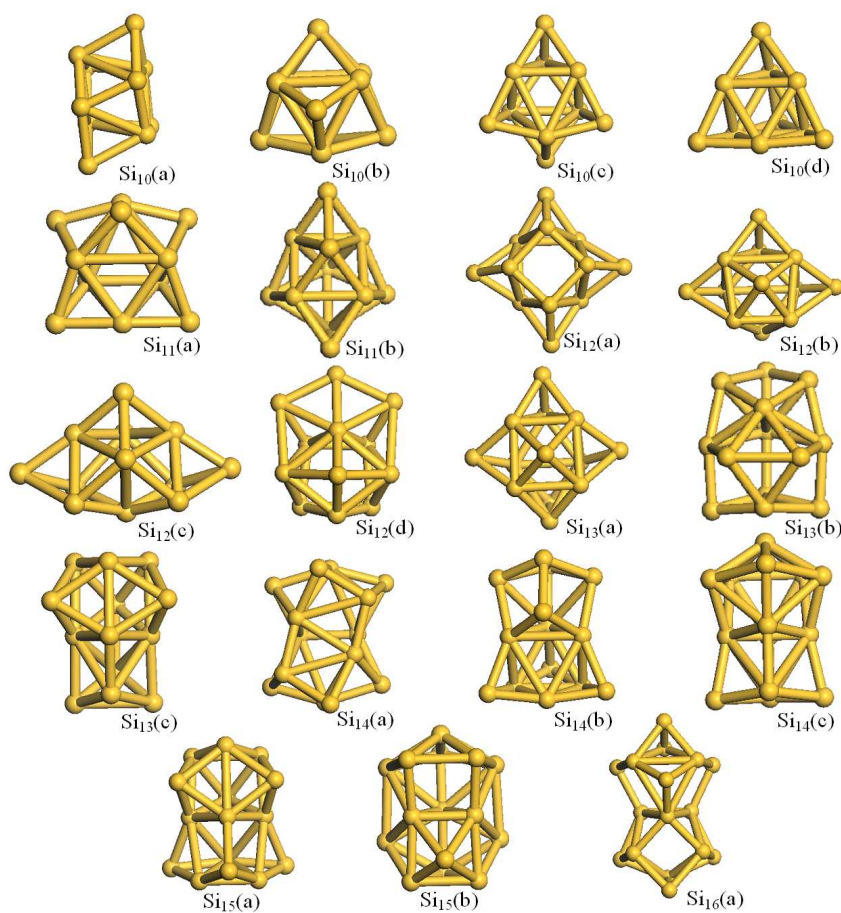 Si₁₀(a)
Si₁₀(b)
Si₁₀(c)
Si₁₀(d)
Si₁₁(a)
Si₁₁(b)
Si₁₂(a)
Si₁₂(b)
Si₁₂(c)
Si₁₂(d)
Si₁₃(a)
Si₁₃(b)
Si₁₃(c)
Si₁₄(a)
Si₁₄(b)
Si₁₄(c)
Si₁₅(a)
Si₁₅(b)
Si₁₆(a)